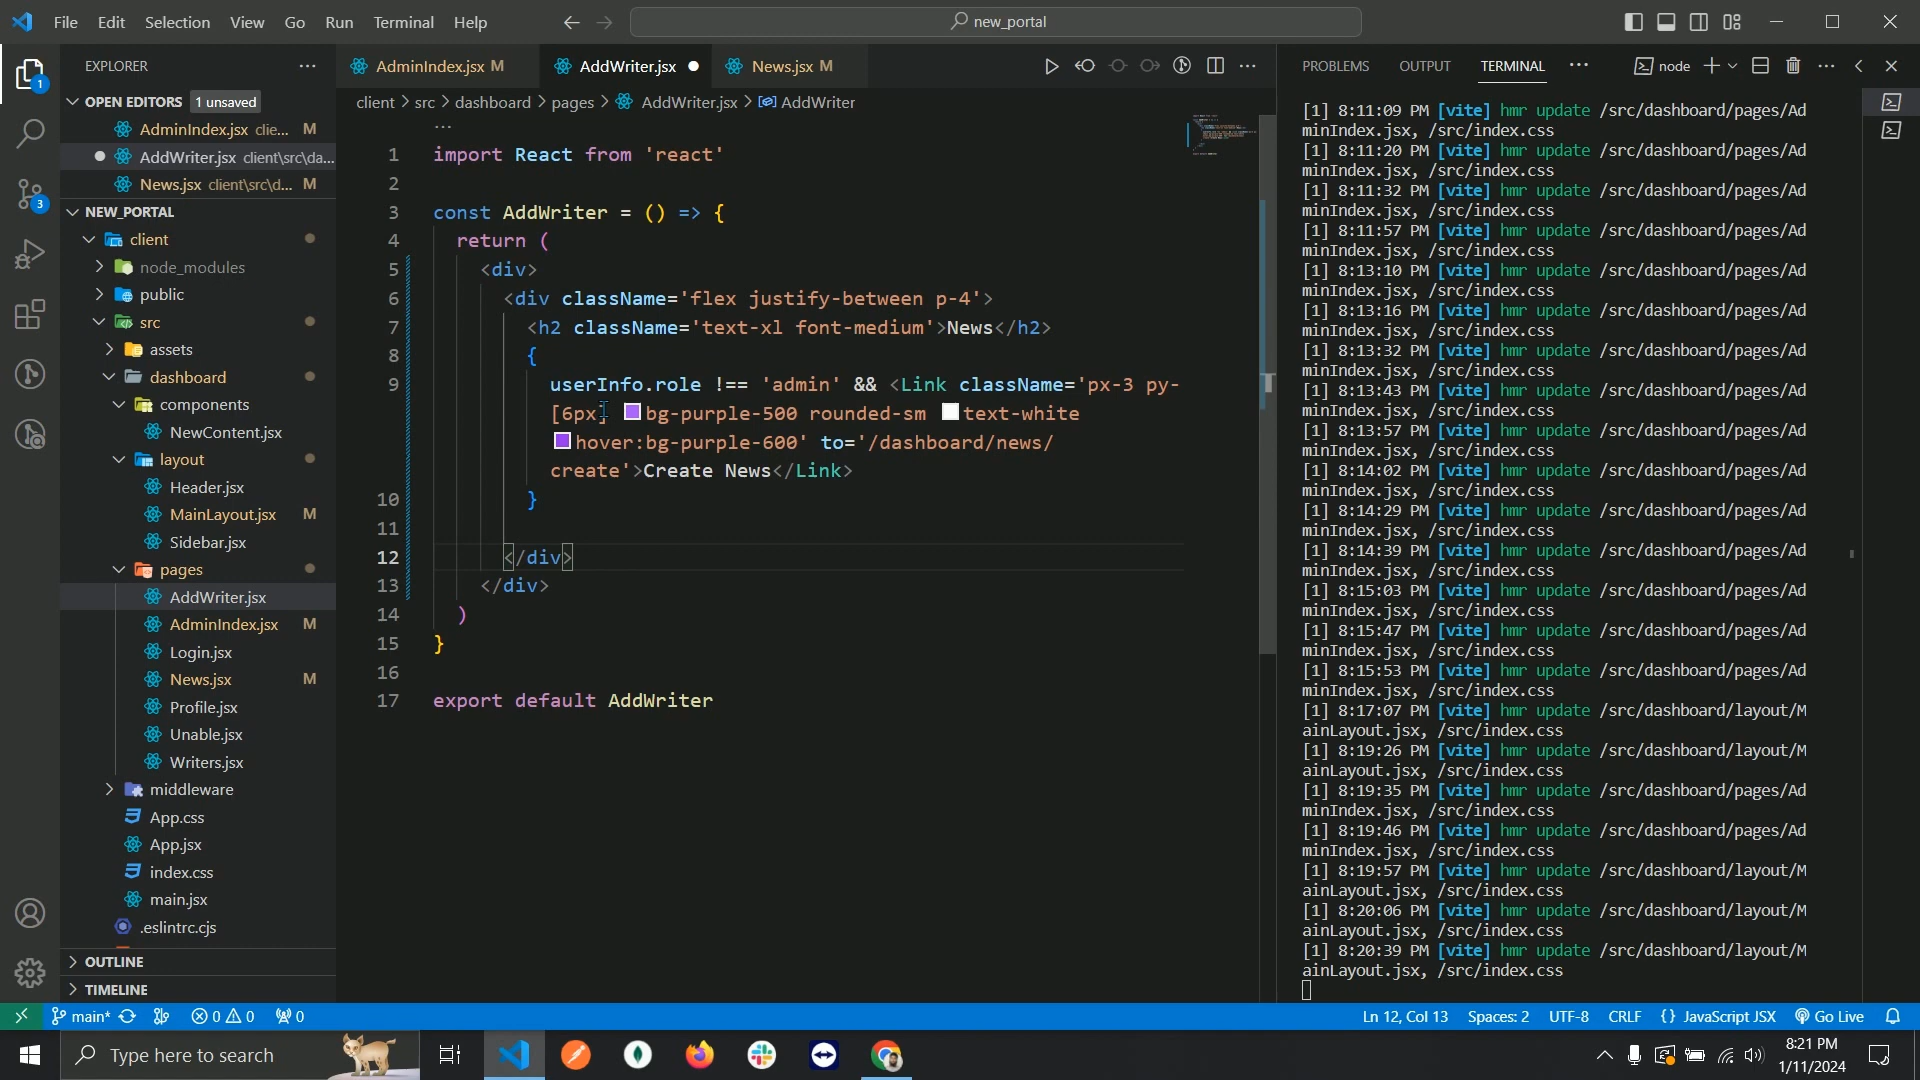 File Edit Selection View Go Run Terminal Help
new_portal
EXPLORER
OPEN EDITORS 1 unsaved
AdminIndex.jsx clie... M
AddWriter.jsx client\src\da...
News.jsx client\src\d... M
NEW_PORTAL
client
node_modules
public
src
assets
dashboard
components
NewContent.jsx
layout
Header.jsx
MainLayout.jsx M
Sidebar.jsx
pages
AddWriter.jsx
AdminIndex.jsx M
Login.jsx
News.jsx M
Profile.jsx
Unable.jsx
Writers.jsx
middleware
App.css
App.jsx
index.css
main.jsx
.eslintrc.cjs
OUTLINE
TIMELINE
1
3
AdminIndex.jsx M AddWriter.jsx News.jsx M
client > src > dashboard > pages > AddWriter.jsx > AddWriter
1 import React from 'react'
2
3 const AddWriter = () => {
4 return (
5 <div>
6 <div className='flex justify-between p-4'>
7 <h2 className='text-xl font-medium'>News</h2>
8 {
9 userInfo.role !== 'admin' && <Link className='px-3 py-
[6px] bg-purple-500 rounded-sm text-white
hover:bg-purple-600' to='/dashboard/news/
create'>Create News</Link>
10 }
11
12 </div>
13 </div>
14 )
15 }
16
17 export default AddWriter
PROBLEMS OUTPUT TERMINAL node
[1] 8:11:09 PM [vite] hmr update /src/dashboard/pages/Ad
minIndex.jsx, /src/index.css
[1] 8:11:20 PM [vite] hmr update /src/dashboard/pages/Ad
minIndex.jsx, /src/index.css
[1] 8:11:32 PM [vite] hmr update /src/dashboard/pages/Ad
minIndex.jsx, /src/index.css
[1] 8:11:57 PM [vite] hmr update /src/dashboard/pages/Ad
minIndex.jsx, /src/index.css
[1] 8:13:10 PM [vite] hmr update /src/dashboard/pages/Ad
minIndex.jsx, /src/index.css
[1] 8:13:16 PM [vite] hmr update /src/dashboard/pages/Ad
minIndex.jsx, /src/index.css
[1] 8:13:32 PM [vite] hmr update /src/dashboard/pages/Ad
minIndex.jsx, /src/index.css
[1] 8:13:43 PM [vite] hmr update /src/dashboard/pages/Ad
minIndex.jsx, /src/index.css
[1] 8:13:57 PM [vite] hmr update /src/dashboard/pages/Ad
minIndex.jsx, /src/index.css
[1] 8:14:02 PM [vite] hmr update /src/dashboard/pages/Ad
minIndex.jsx, /src/index.css
[1] 8:14:29 PM [vite] hmr update /src/dashboard/pages/Ad
minIndex.jsx, /src/index.css
[1] 8:14:39 PM [vite] hmr update /src/dashboard/pages/Ad
minIndex.jsx, /src/index.css
[1] 8:15:03 PM [vite] hmr update /src/dashboard/pages/Ad
minIndex.jsx, /src/index.css
[1] 8:15:47 PM [vite] hmr update /src/dashboard/pages/Ad
minIndex.jsx, /src/index.css
[1] 8:15:53 PM [vite] hmr update /src/dashboard/pages/Ad
minIndex.jsx, /src/index.css
[1] 8:17:07 PM [vite] hmr update /src/dashboard/layout/M
ainLayout.jsx, /src/index.css
[1] 8:19:26 PM [vite] hmr update /src/dashboard/layout/M
ainLayout.jsx, /src/index.css
[1] 8:19:35 PM [vite] hmr update /src/dashboard/pages/Ad
minIndex.jsx, /src/index.css
[1] 8:19:46 PM [vite] hmr update /src/dashboard/pages/Ad
minIndex.jsx, /src/index.css
[1] 8:19:57 PM [vite] hmr update /src/dashboard/layout/M
ainLayout.jsx, /src/index.css
[1] 8:20:06 PM [vite] hmr update /src/dashboard/layout/M
ainLayout.jsx, /src/index.css
[1] 8:20:39 PM [vite] hmr update /src/dashboard/layout/M
ainLayout.jsx, /src/index.css
main* 0 0 0 Ln 12, Col 13 Spaces: 2 UTF-8 CRLF {} JavaScript JSX Go Live
Type here to search
8:21 PM
1/11/2024